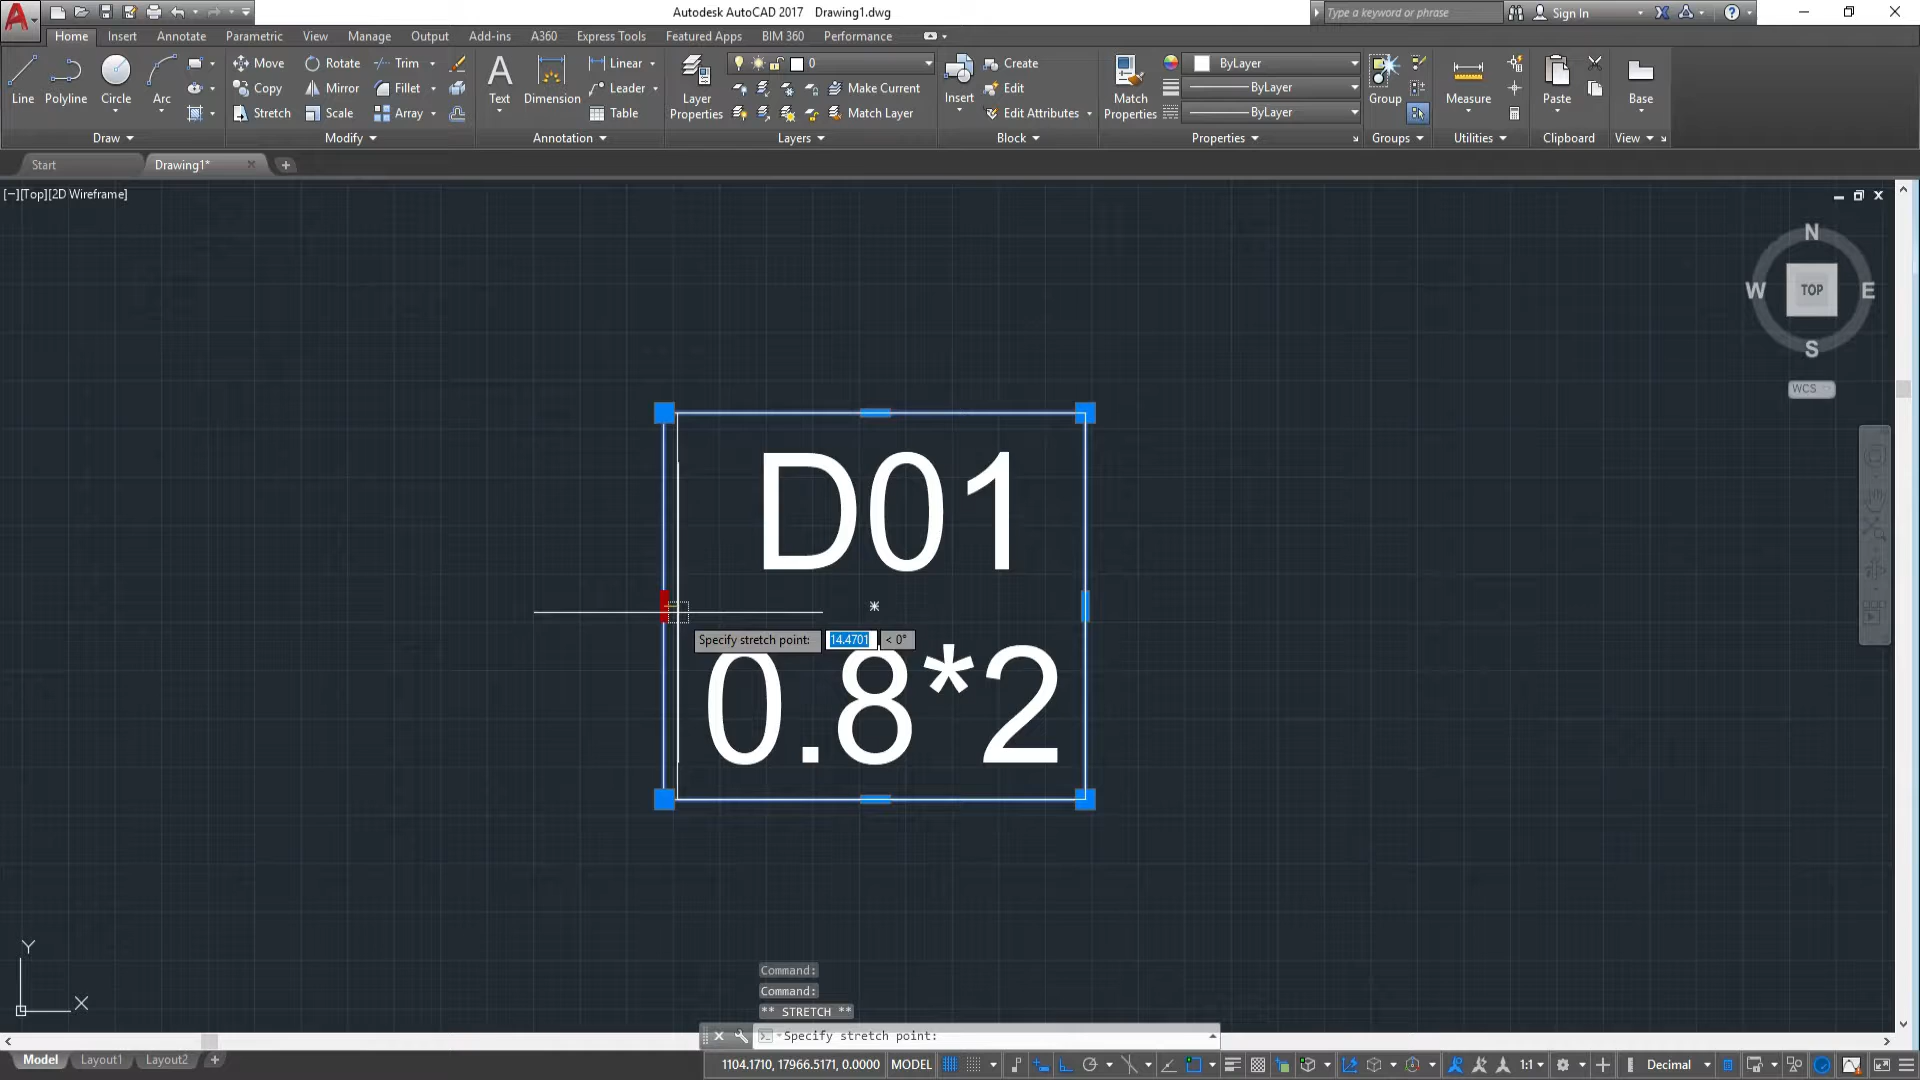 Autodesk AutoCAD 2017 Drawing1.dwg
Type a keyword or phrase
Sign In
Home Insert Annotate Parametric View Manage Output Add-ins A360 Express Tools Featured Apps BIM 360 Performance
Line
Polyline
Circle
Arc
Draw
Move
Copy
Stretch
Rotate
Mirror
Scale
Trim
Fillet
Array
Modify
Text
Dimension
Linear
Leader
Table
Annotation
Layer
Properties
0
Make Current
Match Layer
Layers
Insert
Create
Edit
Edit Attributes
Block
Match
Properties
ByLayer
ByLayer
ByLayer
Properties
Group
Groups
Measure
Utilities
Paste
Clipboard
Base
View
Start Drawing1*
[−][Top][2D Wireframe]
N
W TOP E
S
WCS
D01
Specify stretch point: 14.4701 < 0°
0.8*2
Y
X
Command:
Command:
** STRETCH **
Specify stretch point:
Model Layout1 Layout2
1104.1710, 17966.5171, 0.0000 MODEL 1:1 Decimal